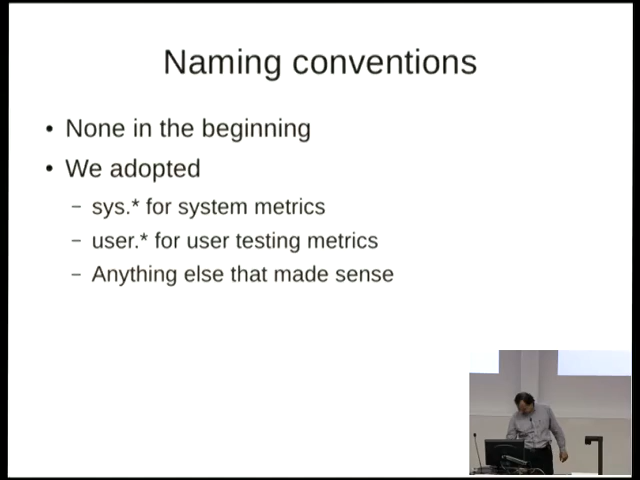 Naming conventions
• None in the beginning
• We adopted
– sys.* for system metrics
– user.* for user testing metrics
– Anything else that made sense